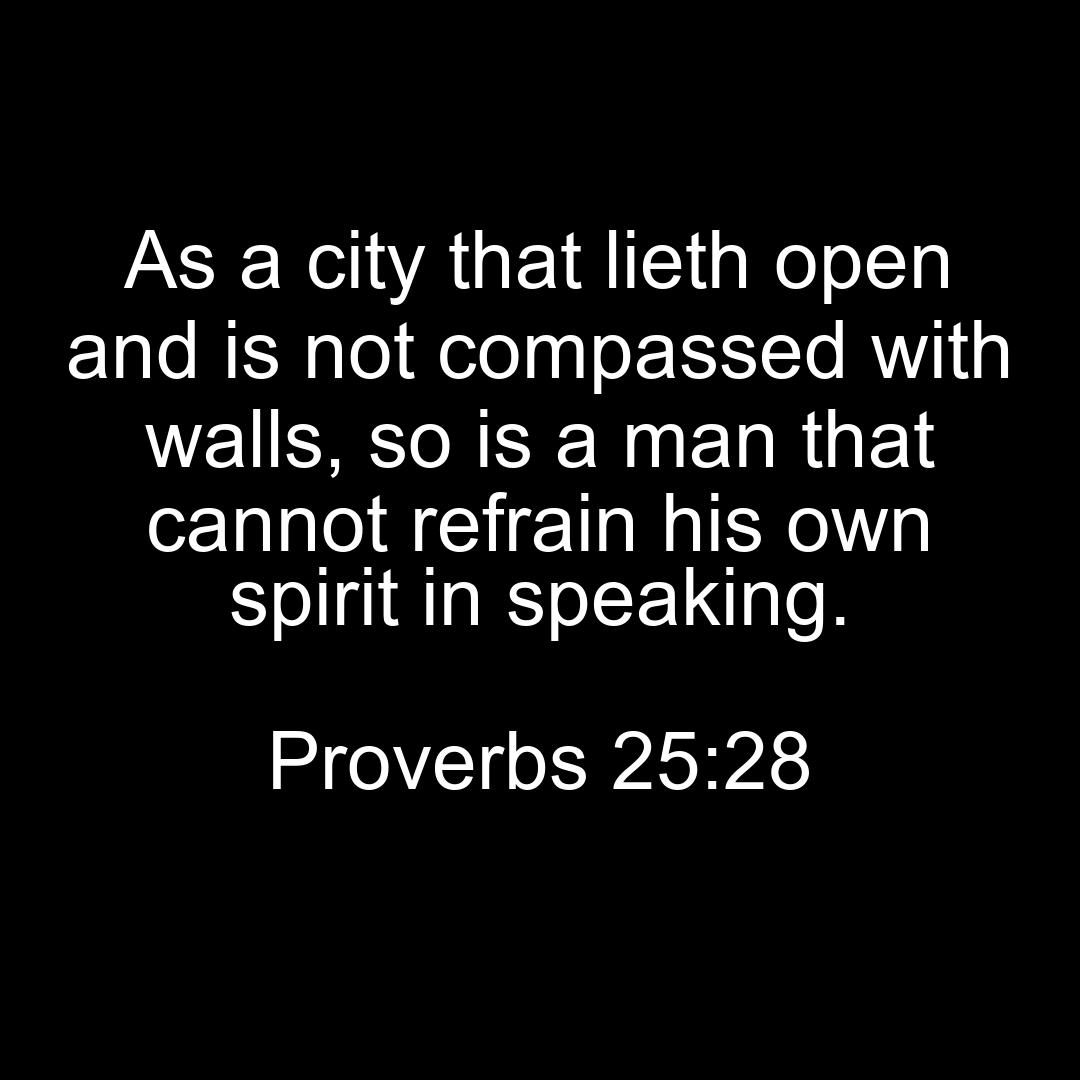 As a city that lieth open
and is not compassed with
walls, so is a man that
cannot refrain his own
spirit in speaking.
Proverbs 25:28